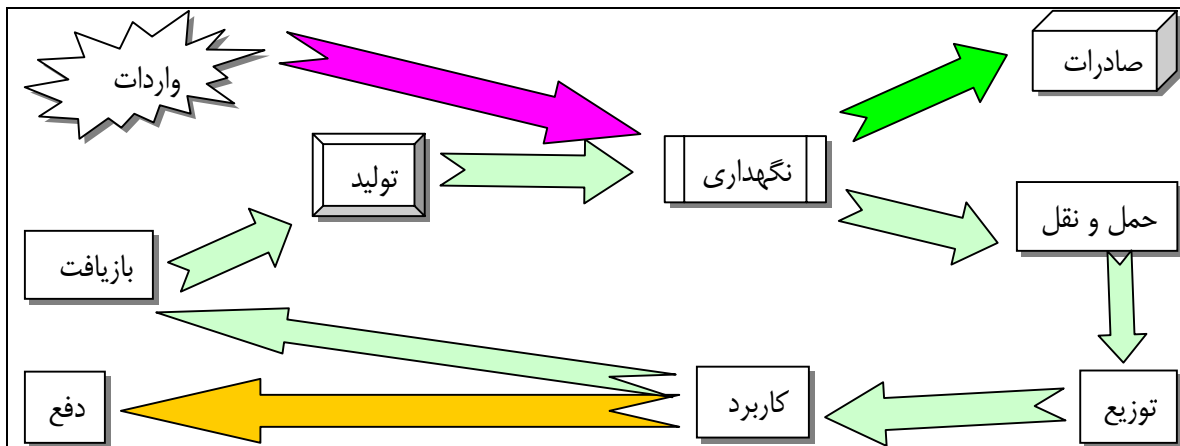 صادرات
واردات
نگهداری
تولید
حمل و نقل
بازیافت
توزیع
کاربرد
دفع